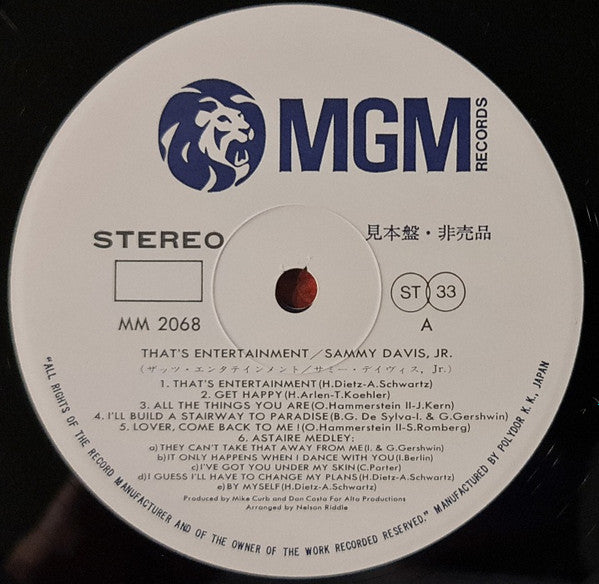 MGM
RECORDS
STEREO
見本盤・非売品
MM 2068
ST 33
A
THAT'S ENTERTAINMENT／SAMMY DAVIS, JR.
(ザッツ・エンタテインメント／サミー・デイヴィス, Jr.)
1. THAT'S ENTERTAINMENT(H.Dietz-A.Schwartz)
2. GET HAPPY(H.Arlen-T.Koehler)
3. ALL THE THINGS YOU ARE(O.Hammerstein II-J.Kern)
4. I'LL BUILD A STAIRWAY TO PARADISE(B.G. De Sylva-I. & G.Gershwin)
5. LOVER, COME BACK TO ME!(O.Hammerstein II-S.Romberg)
6. ASTAIRE MEDLEY:
a)THEY CAN'T TAKE THAT AWAY FROM ME(I. & G.Gershwin)
b)IT ONLY HAPPENS WHEN I DANCE WITH YOU(I.Berlin)
c)I'VE GOT YOU UNDER MY SKIN(C.Porter)
d)I GUESS I'LL HAVE TO CHANGE MY PLANS(H.Dietz-A.Schwartz)
e)BY MYSELF(H.Dietz-A.Schwartz)
Produced by Mike Curb and Don Costa For Alto Productions
Arranged by Nelson Riddle
"ALL RIGHTS OF THE RECORD MANUFACTURER AND OF THE OWNER OF THE WORK RECORDED RESERVED." MANUFACTURED BY POLYDOR K. K., JAPAN